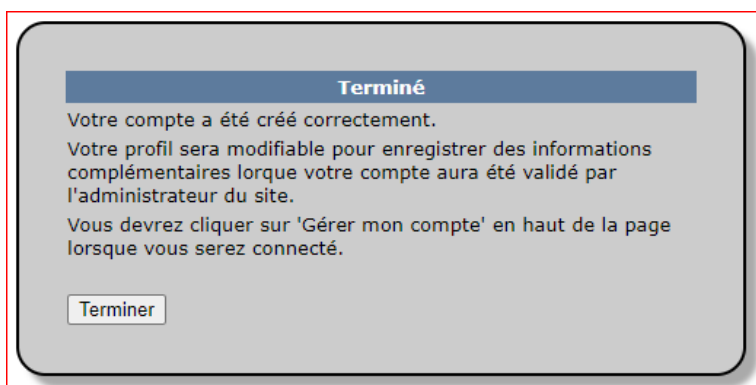 Terminé
Votre compte a été créé correctement.
Votre profil sera modifiable pour enregistrer des informations
complémentaires lorque votre compte aura été validé par
l'administrateur du site.
Vous devrez cliquer sur 'Gérer mon compte' en haut de la page
lorsque vous serez connecté.
Terminer